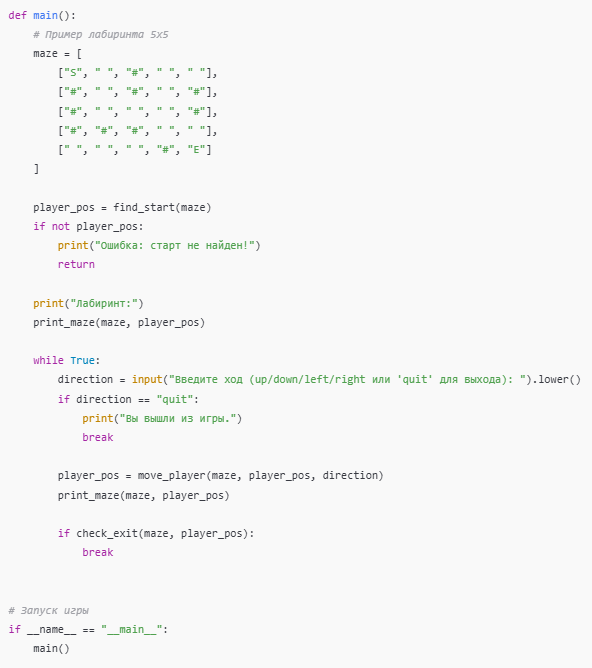 def main():
    # Пример лабиринта 5x5
    maze = [
        ["S", " ", "#", " ", " "],
        ["#", " ", "#", " ", "#"],
        ["#", " ", " ", " ", "#"],
        ["#", "#", "#", " ", " "],
        [" ", " ", " ", "#", "E"]
    ]

    player_pos = find_start(maze)
    if not player_pos:
        print("Ошибка: старт не найден!")
        return

    print("Лабиринт:")
    print_maze(maze, player_pos)

    while True:
        direction = input("Введите ход (up/down/left/right или 'quit' для выхода): ").lower()
        if direction == "quit":
            print("Вы вышли из игры.")
            break

        player_pos = move_player(maze, player_pos, direction)
        print_maze(maze, player_pos)

        if check_exit(maze, player_pos):
            break


# Запуск игры
if __name__ == "__main__":
    main()